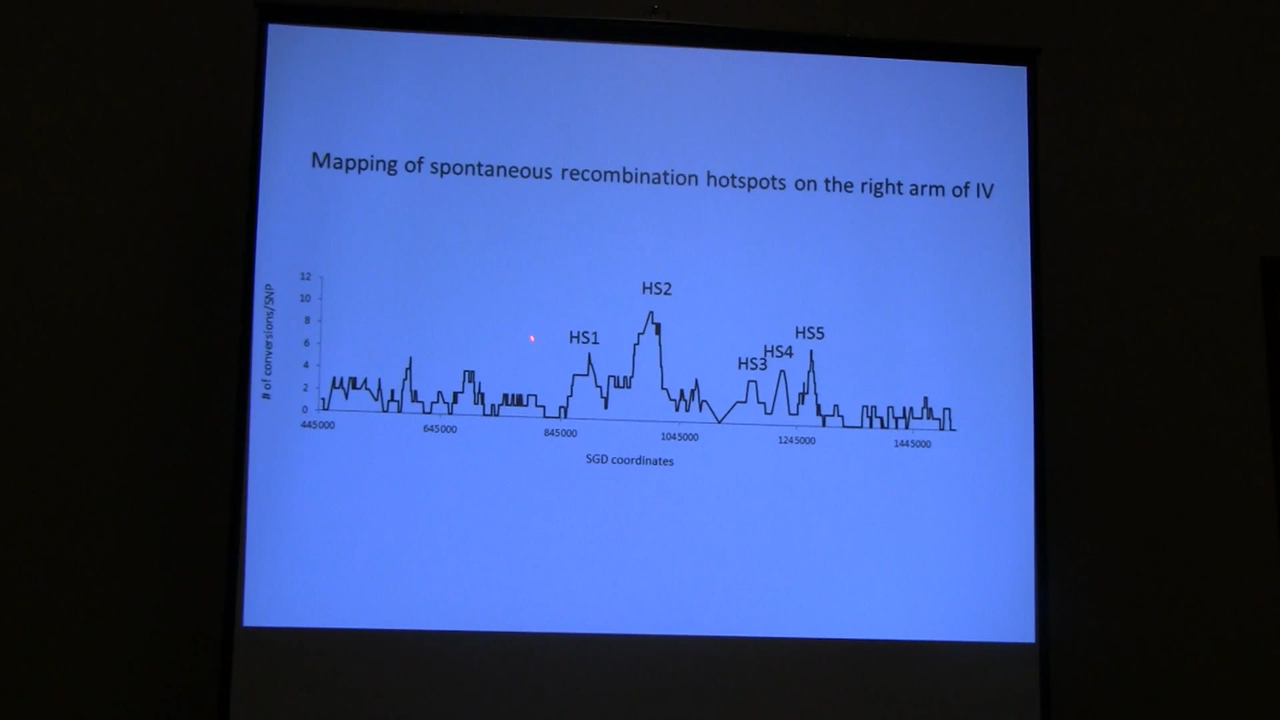 Mapping of spontaneous recombination hotspots on the right arm of IV
# of conversions/SNP
12
10
8
6
4
2
0
HS1
HS2
HS3
HS4
HS5
445000
645000
845000
1045000
1245000
1445000
SGD coordinates